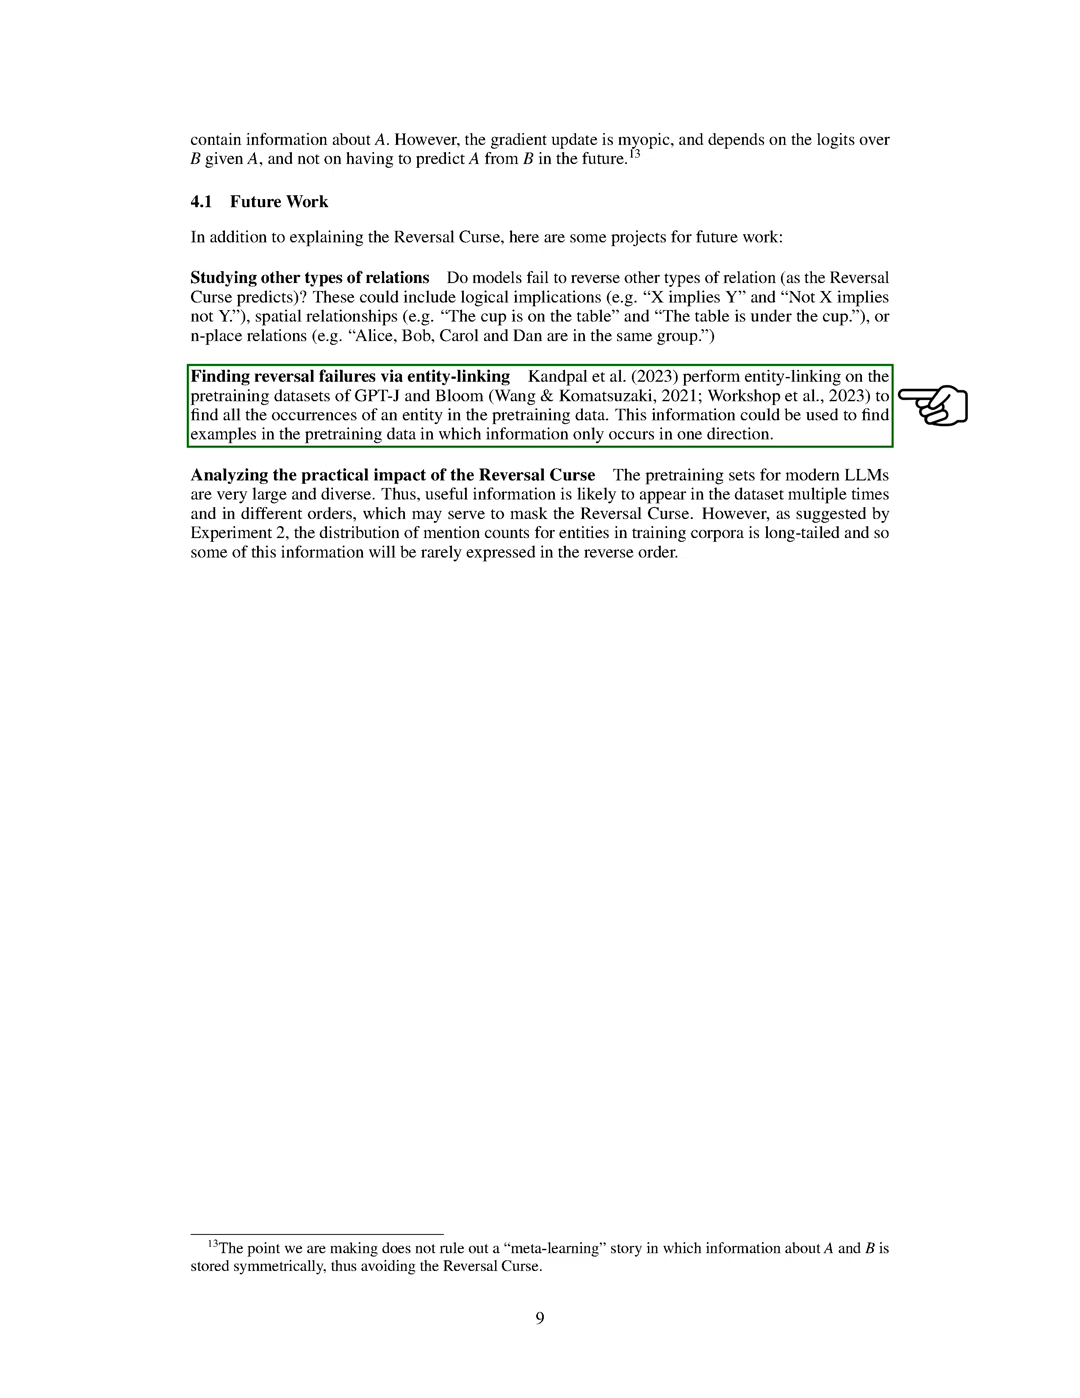 contain information about A. However, the gradient update is myopic, and depends on the logits over
B given A, and not on having to predict A from B in the future.13
4.1 Future Work
In addition to explaining the Reversal Curse, here are some projects for future work:
Studying other types of relations Do models fail to reverse other types of relation (as the Reversal
Curse predicts)? These could include logical implications (e.g. “X implies Y” and “Not X implies
not Y.”), spatial relationships (e.g. “The cup is on the table” and “The table is under the cup.”), or
n-place relations (e.g. “Alice, Bob, Carol and Dan are in the same group.”)
Finding reversal failures via entity-linking Kandpal et al. (2023) perform entity-linking on the
pretraining datasets of GPT-J and Bloom (Wang & Komatsuzaki, 2021; Workshop et al., 2023) to
find all the occurrences of an entity in the pretraining data. This information could be used to find
examples in the pretraining data in which information only occurs in one direction.
Analyzing the practical impact of the Reversal Curse The pretraining sets for modern LLMs
are very large and diverse. Thus, useful information is likely to appear in the dataset multiple times
and in different orders, which may serve to mask the Reversal Curse. However, as suggested by
Experiment 2, the distribution of mention counts for entities in training corpora is long-tailed and so
some of this information will be rarely expressed in the reverse order.
13The point we are making does not rule out a “meta-learning” story in which information about A and B is
stored symmetrically, thus avoiding the Reversal Curse.
9